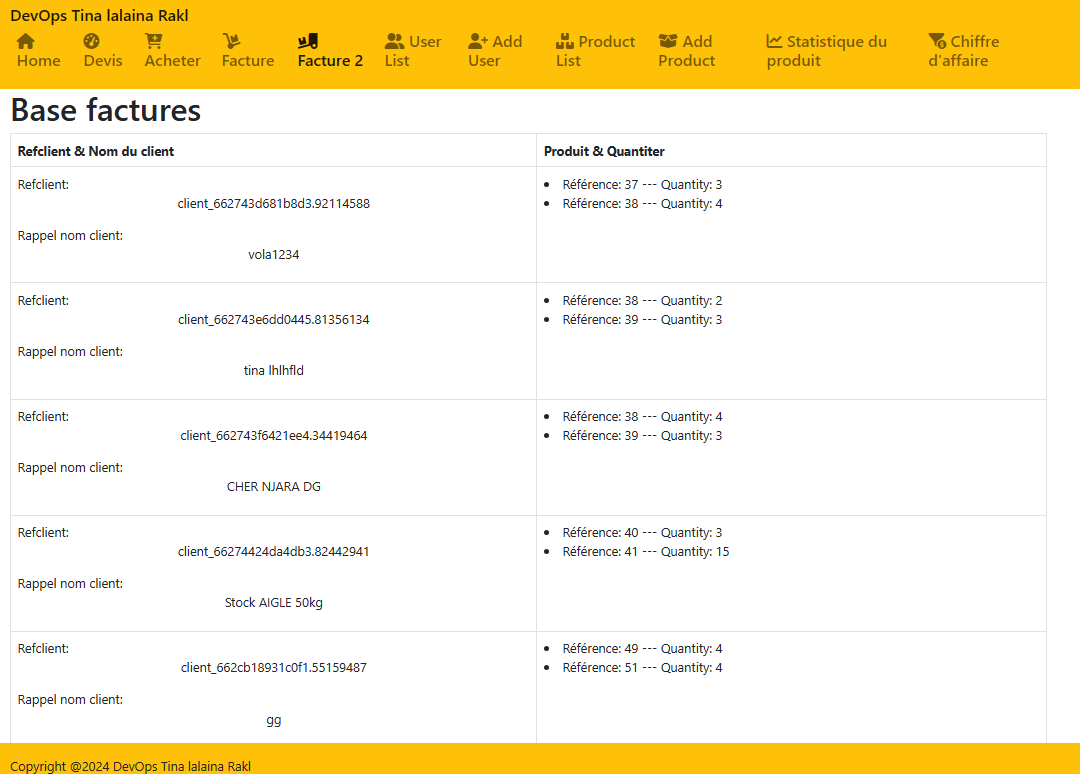 DevOps Tina lalaina Rakl
Home
Devis
Acheter
Facture
Facture 2
User
List
Add
User
Product
List
Add
Product
Statistique du
produit
Chiffre
d'affaire
Base factures
Refclient & Nom du client
Produit & Quantiter
Refclient:
client_662743d681b8d3.92114588
Rappel nom client:
vola1234
Référence: 37 --- Quantity: 3
Référence: 38 --- Quantity: 4
Refclient:
client_662743e6dd0445.81356134
Rappel nom client:
tina lhlhfld
Référence: 38 --- Quantity: 2
Référence: 39 --- Quantity: 3
Refclient:
client_662743f6421ee4.34419464
Rappel nom client:
CHER NJARA DG
Référence: 38 --- Quantity: 4
Référence: 39 --- Quantity: 3
Refclient:
client_66274424da4db3.82442941
Rappel nom client:
Stock AIGLE 50kg
Référence: 40 --- Quantity: 3
Référence: 41 --- Quantity: 15
Refclient:
client_662cb18931c0f1.55159487
Rappel nom client:
gg
Référence: 49 --- Quantity: 4
Référence: 51 --- Quantity: 4
Copyright @2024 DevOps Tina lalaina Rakl